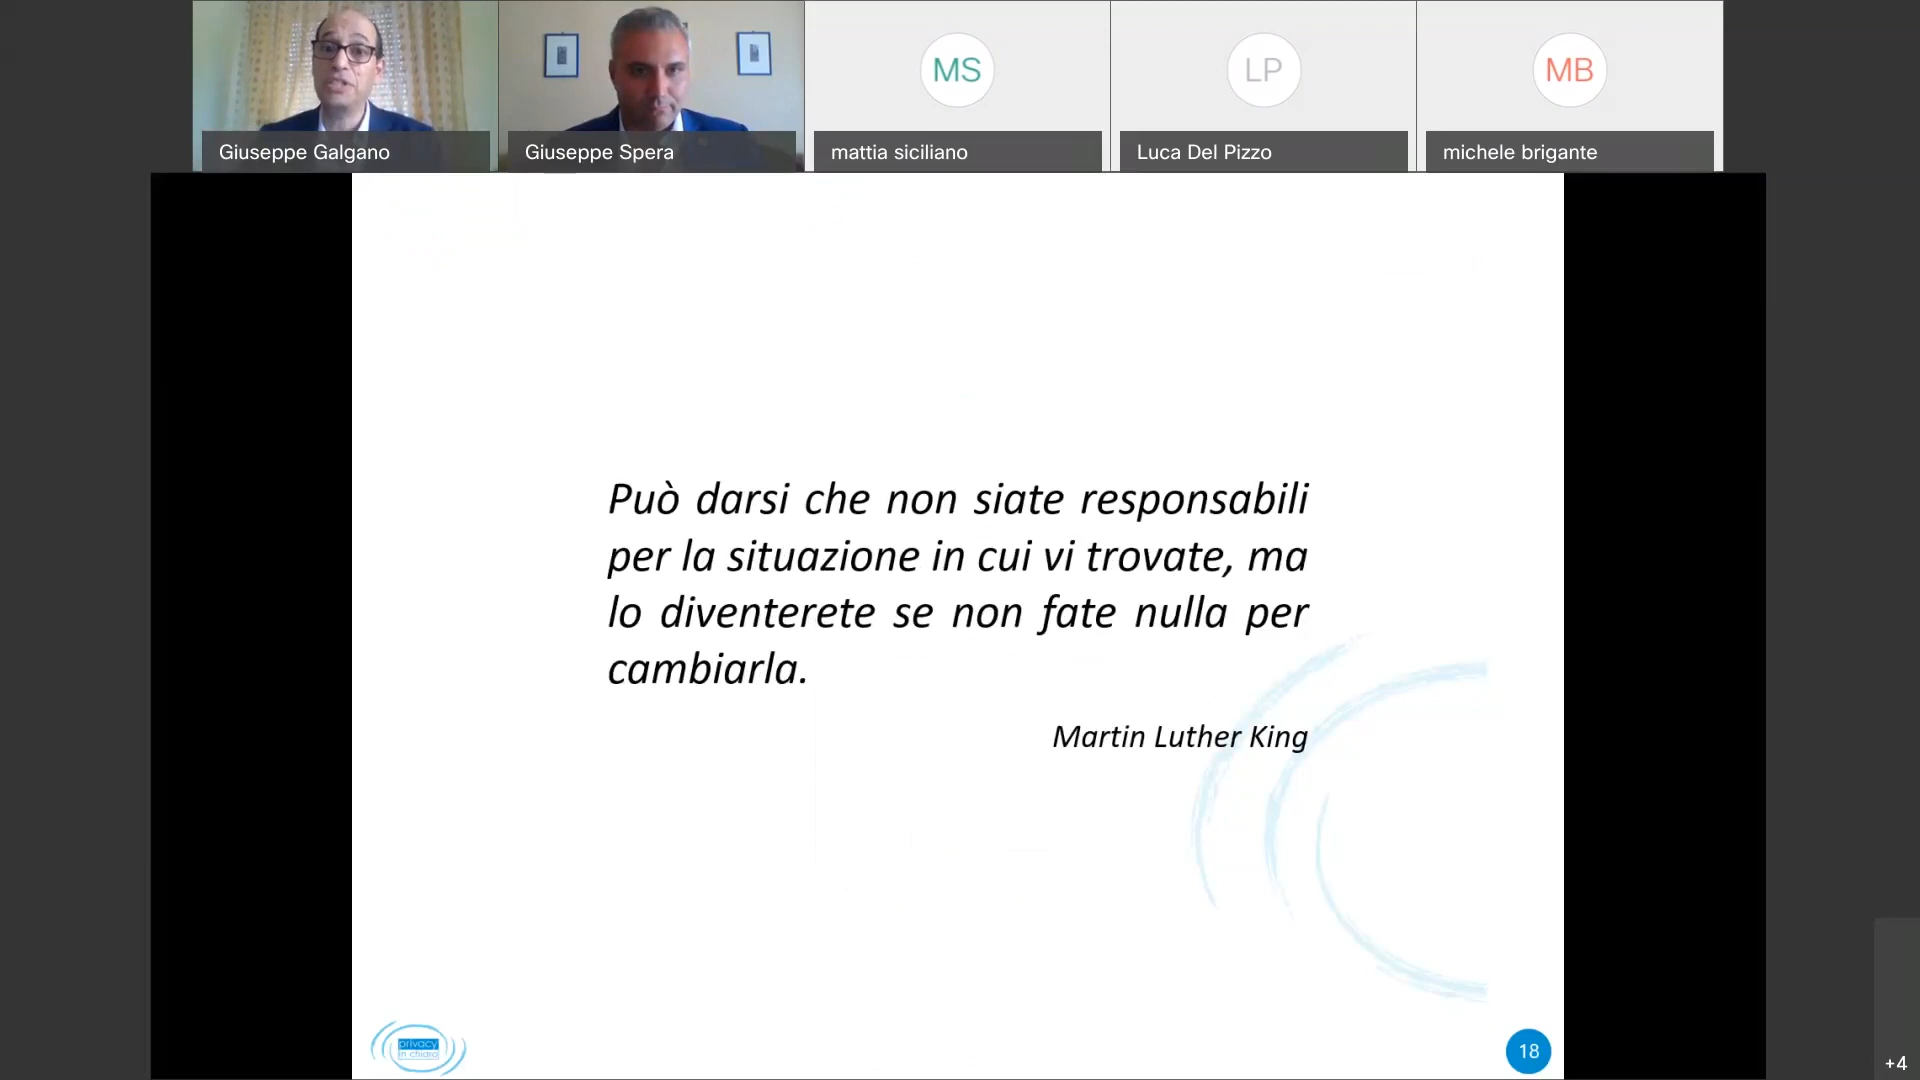 MS
LP
MB
Giuseppe Galgano
Giuseppe Spera
mattia siciliano
Luca Del Pizzo
michele brigante
Può darsi che non siate responsabili
per la situazione in cui vi trovate, ma
lo diventerete se non fate nulla per
cambiarla.
Martin Luther King
privacy
in chiaro
18
+4